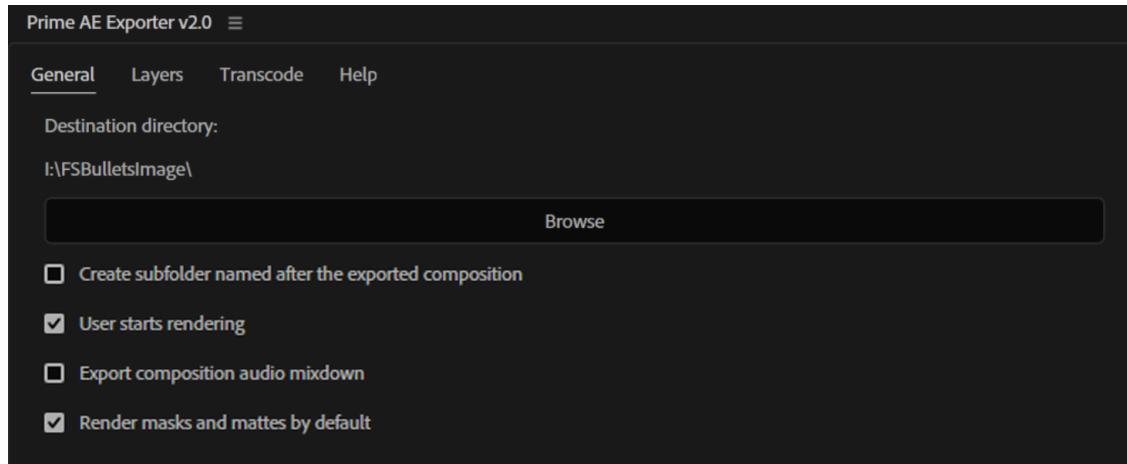 Prime AE Exporter v2.0
General Layers Transcode Help
Destination directory:
I:\FSBulletsImage\
Browse
Create subfolder named after the exported composition
User starts rendering
Export composition audio mixdown
Render masks and mattes by default